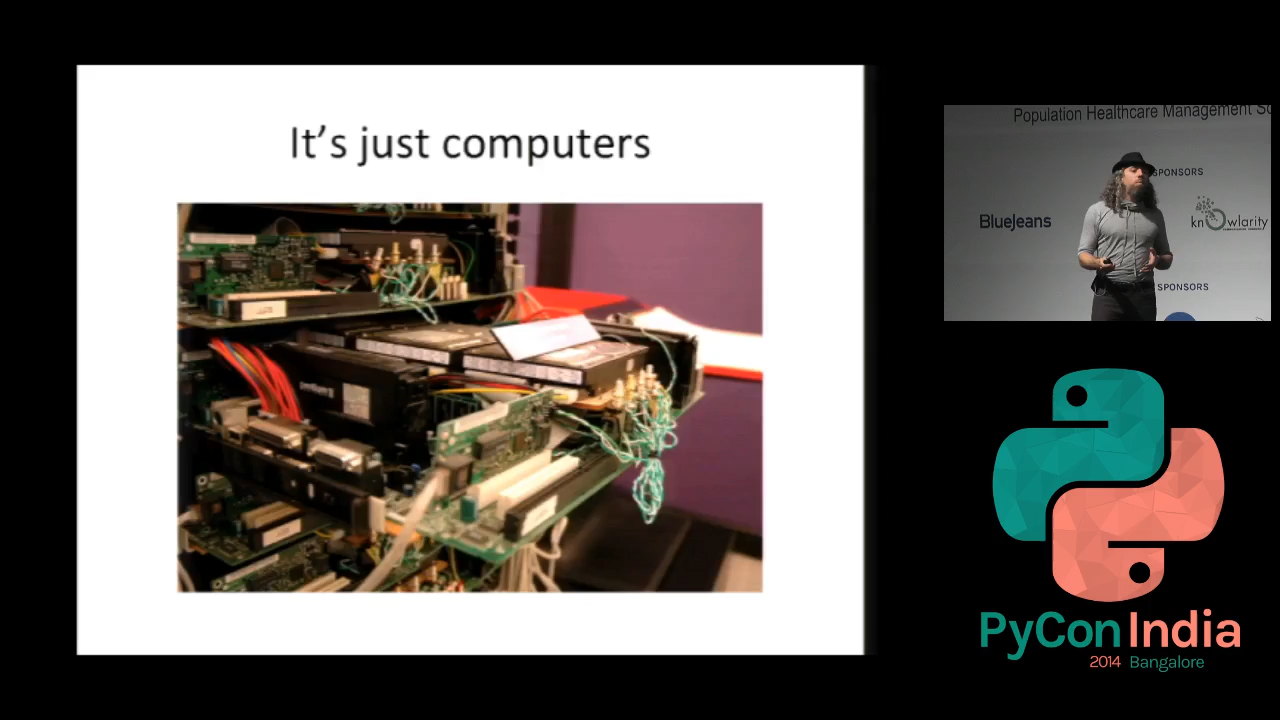 It's just computers
Population Healthcare Management
SPONSORS
BlueJeans
knOwlarity
SPONSORS
PyCon India
2014 Bangalore